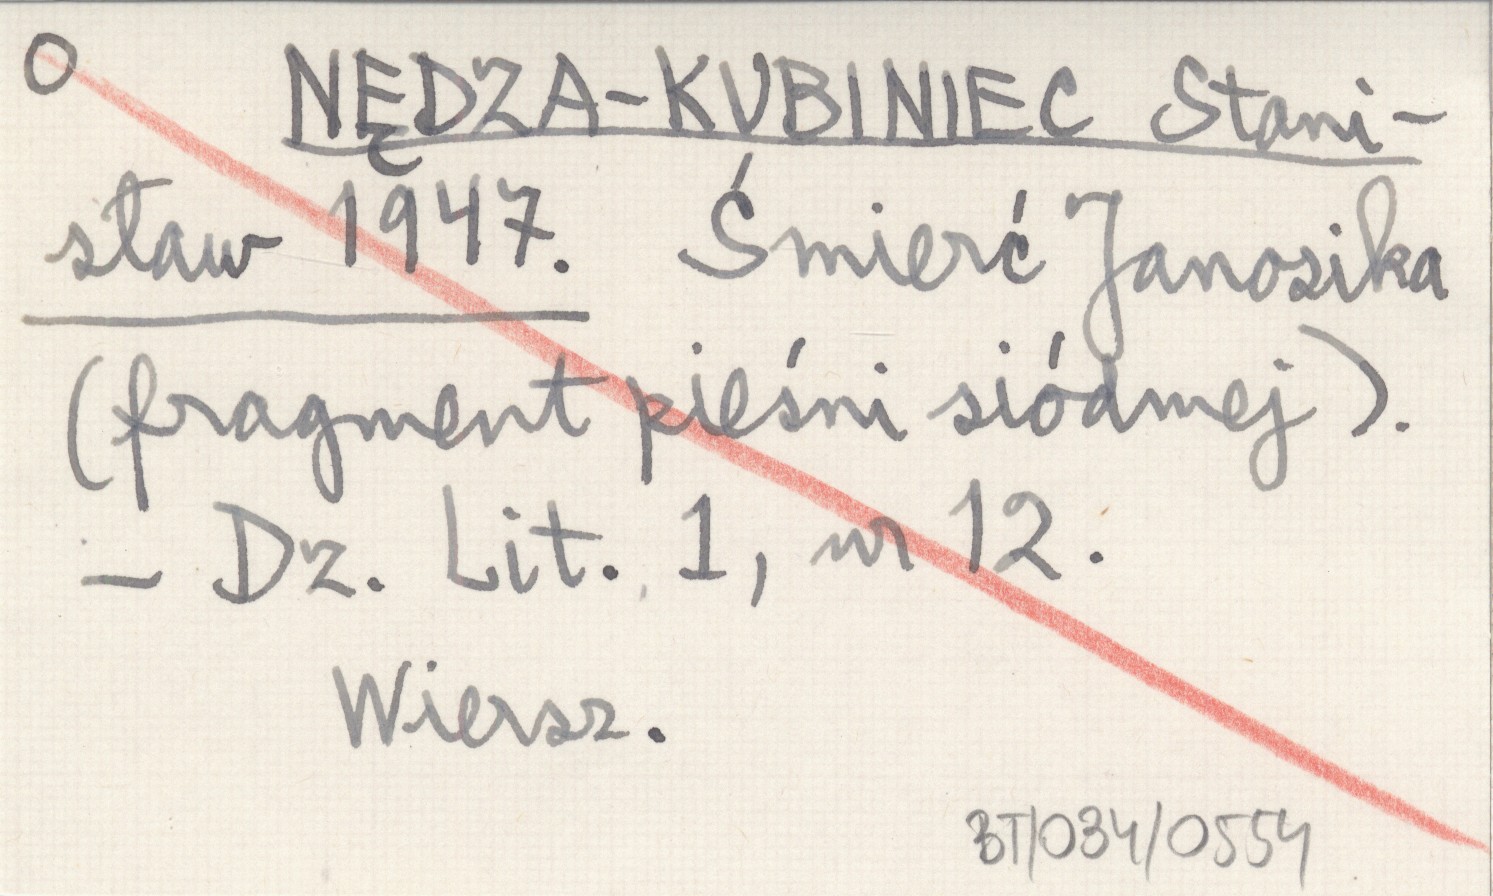 O NĘDZA-KUBINIEC Stani-
sław 1947. Śmierć Janosika
(fragment pieśni siódmej).
- Dz. Lit. 1, nr 12.
Wiersz.
BT/034/0554